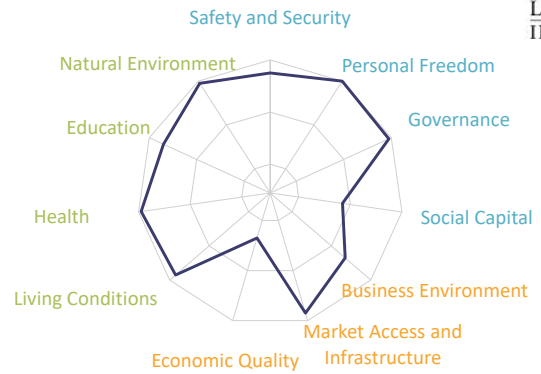 Safety and Security
Natural Environment
Personal Freedom
Education
Governance
Health
Social Capital
Living Conditions
Business Environment
Market Access and
Infrastructure
Economic Quality